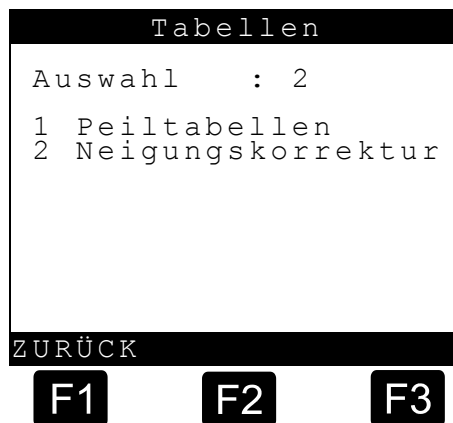 Tabellen
Auswahl : 2
1 Peiltabellen
2 Neigungskorrektur
ZURÜCK
F1 F2 F3